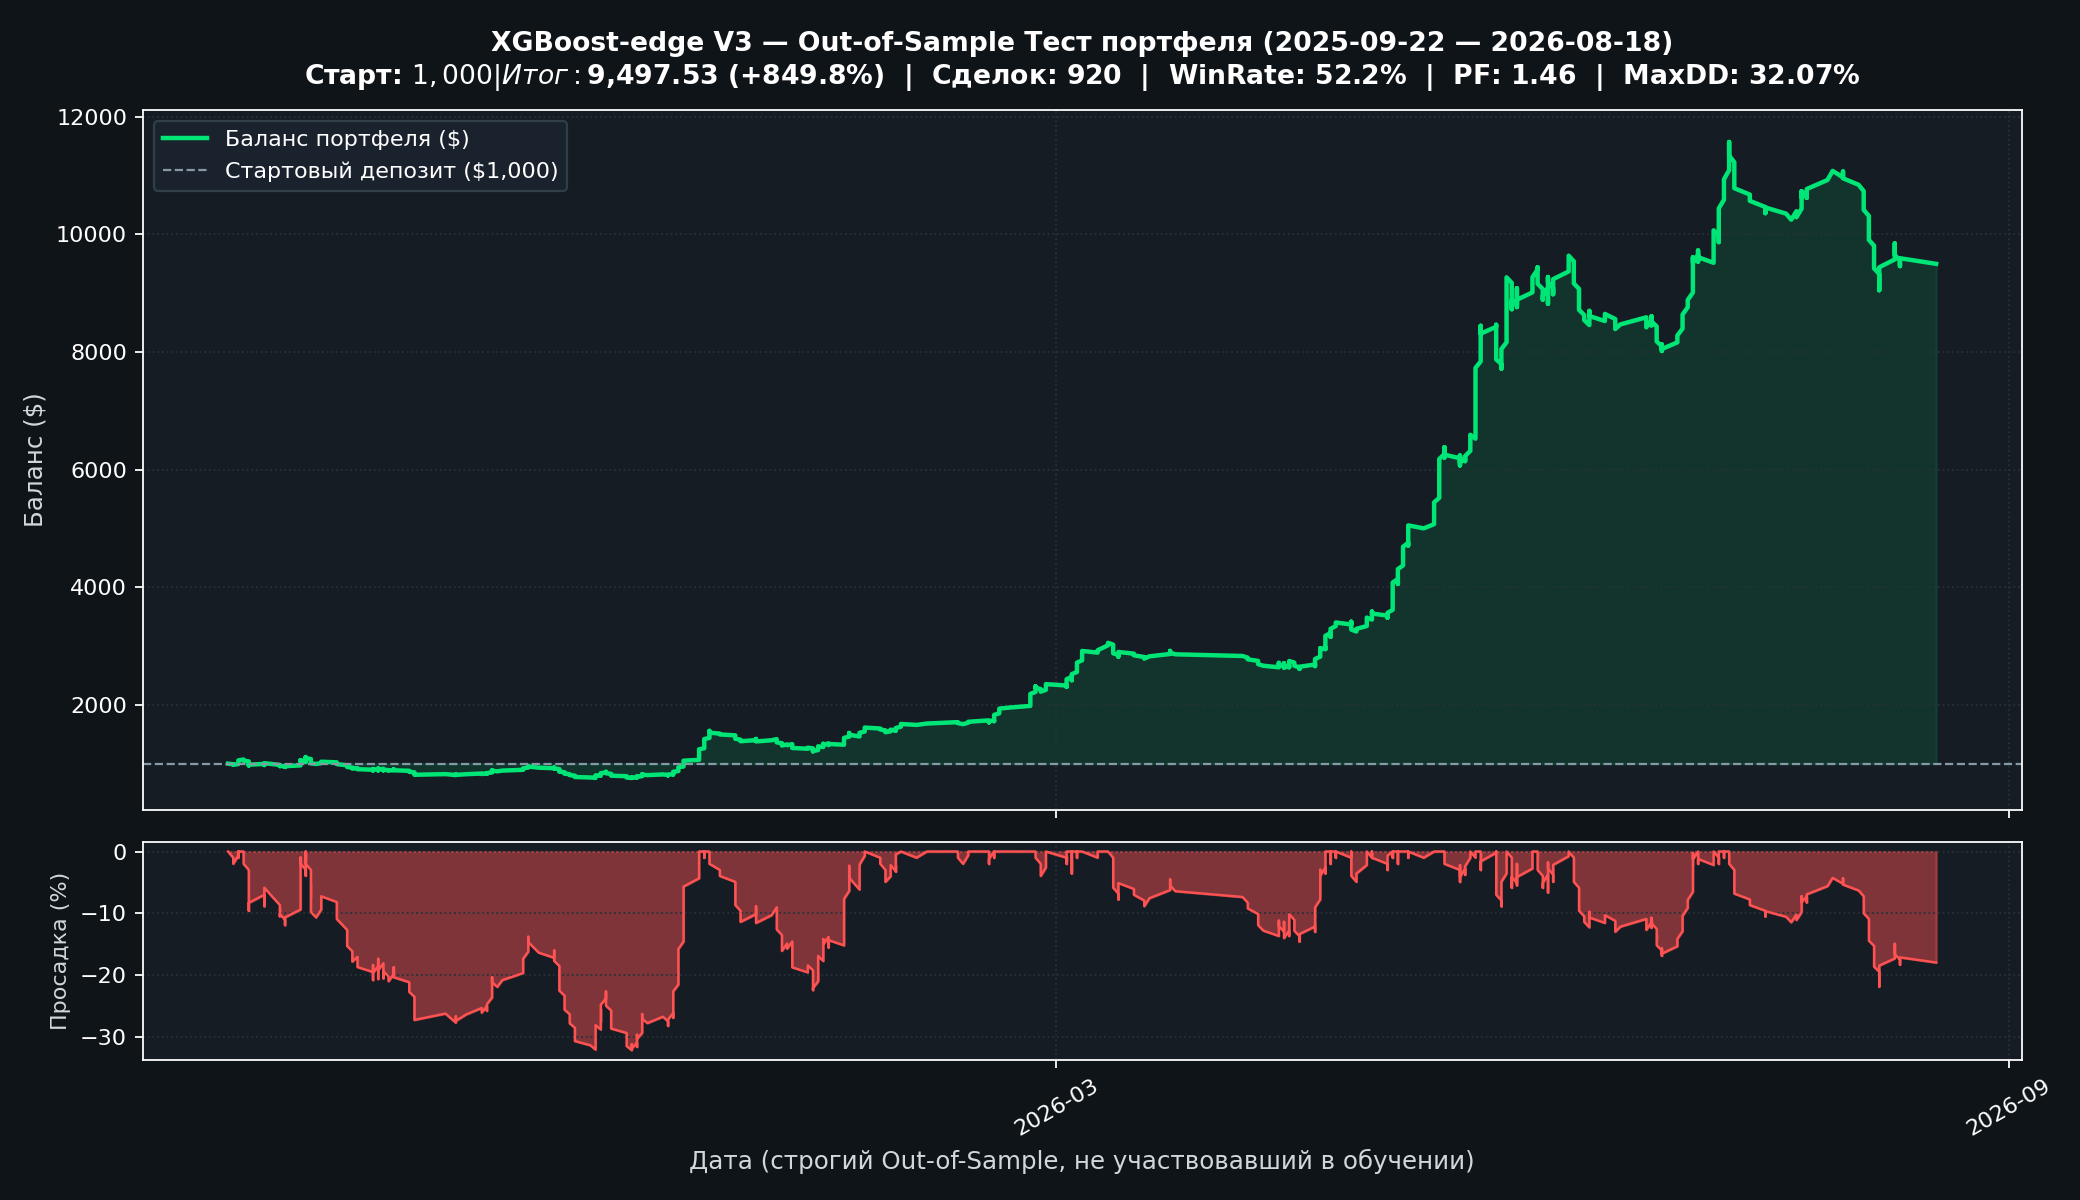 XGBoost-edge V3 — Out-of-Sample Тест портфеля (2025-09-22 — 2026-08-18)
Старт: 1,000|Итог:9,497.53 (+849.8%) | Сделок: 920 | WinRate: 52.2% | PF: 1.46 | MaxDD: 32.07%
Баланс портфеля ($)
Стартовый депозит ($1,000)
12000
10000
8000
6000
4000
2000
Баланс ($)
0
−10
−20
−30
Просадка (%)
2026-03
2026-09
Дата (строгий Out-of-Sample, не участвовавший в обучении)